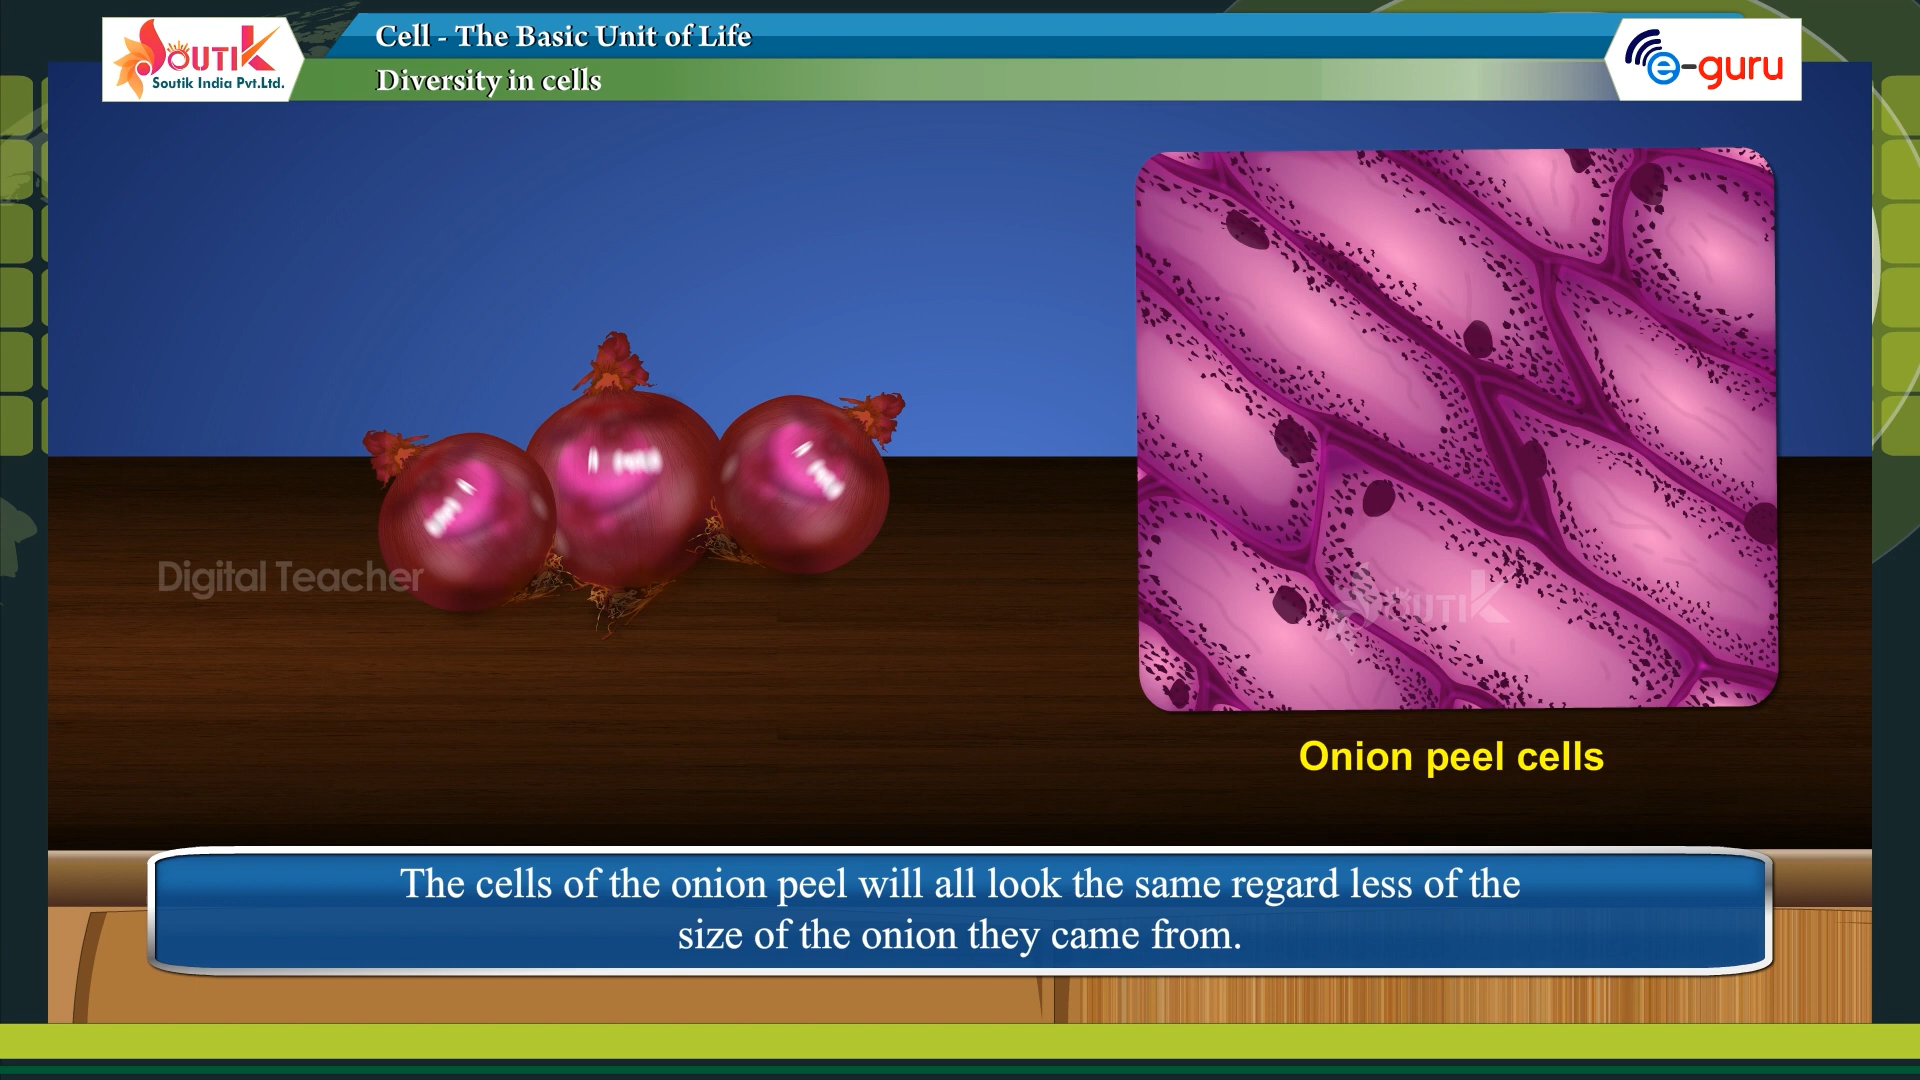 SOUTIK
Soutik India Pvt.Ltd.
Cell - The Basic Unit of Life
Diversity in cells
e-guru
Digital Teacher
SOUTIK
Onion peel cells
The cells of the onion peel will all look the same regard less of the
size of the onion they came from.